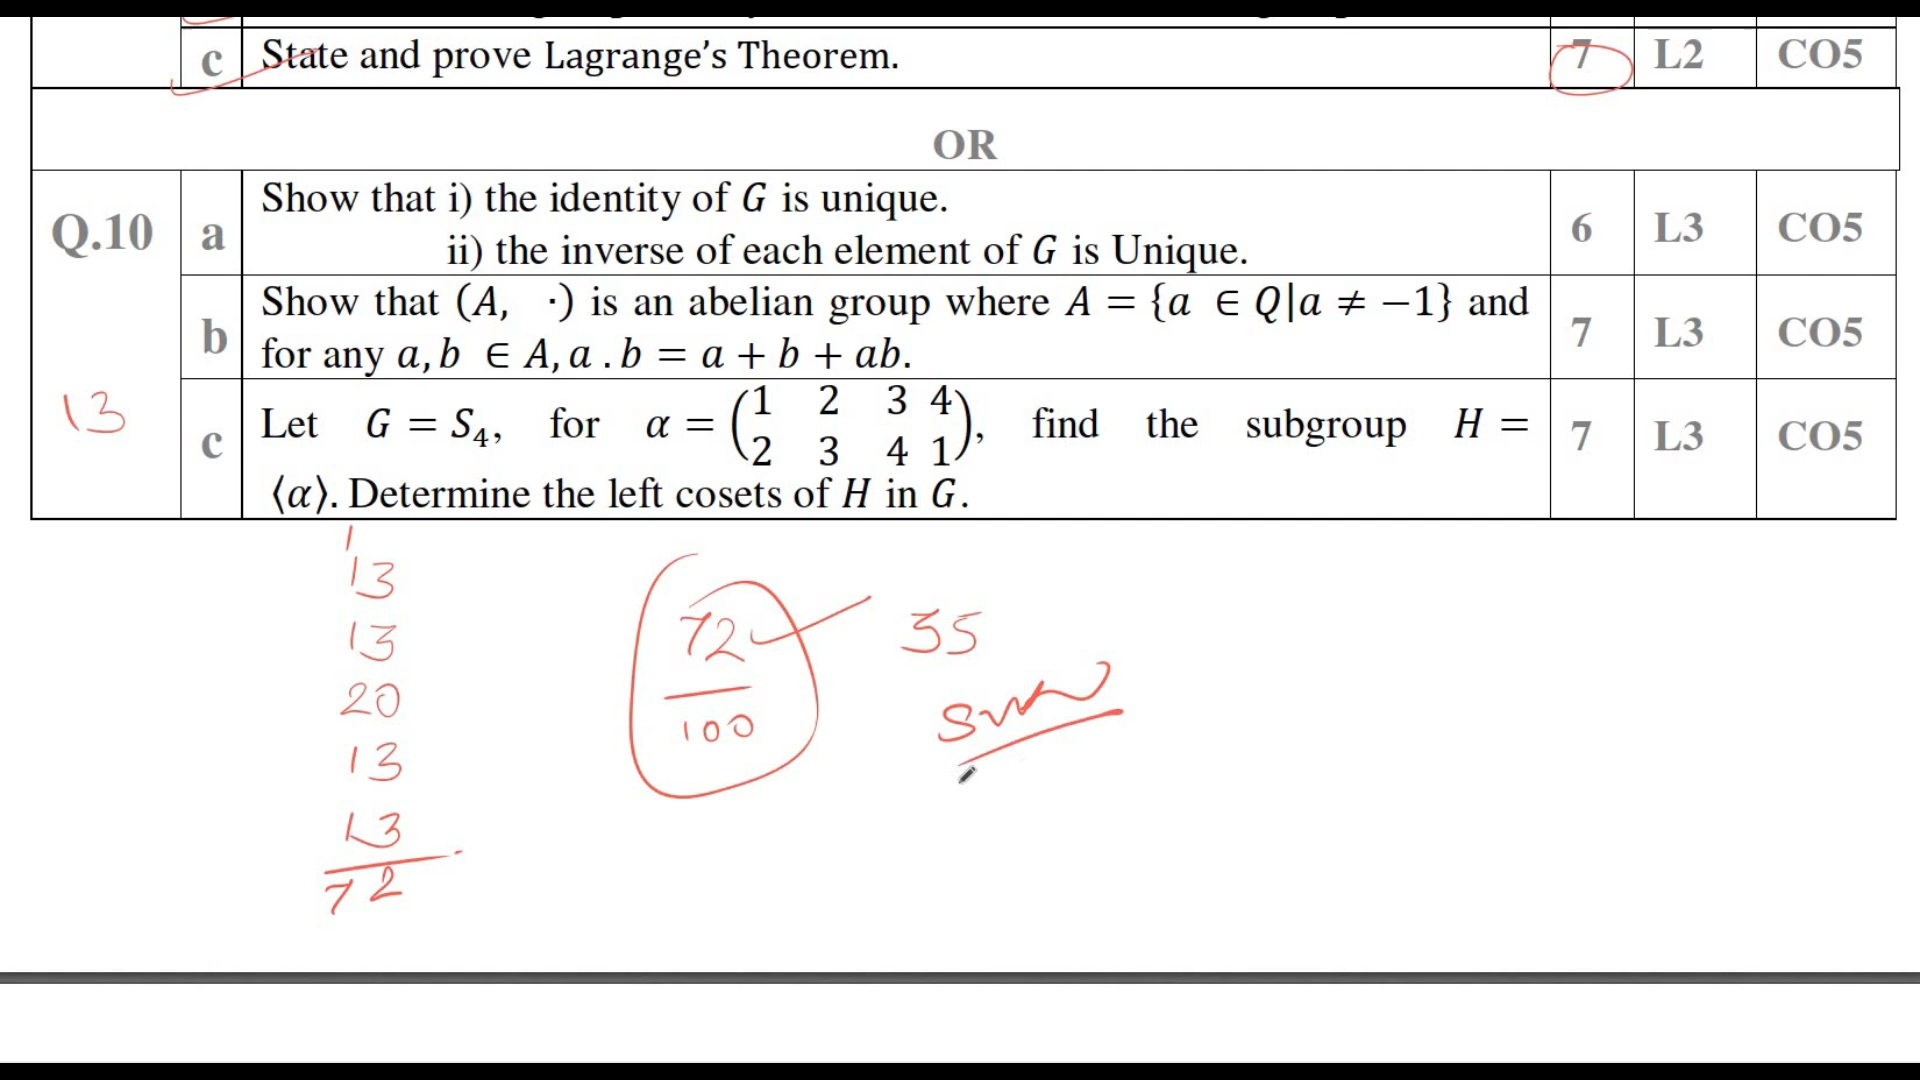 c State and prove Lagrange’s Theorem. 7 L2 CO5
OR
Show that i) the identity of G is unique.
Q.10 a 6 L3 CO5
ii) the inverse of each element of G is Unique.
Show that (A, ·) is an abelian group where A = {a ∈ Q|a ≠ −1} and
b 7 L3 CO5
for any a, b ∈ A, a . b = a + b + ab.
13
c Let G = S₄, for α = (1 2 3 4 / 2 3 4 1), find the subgroup H = 7 L3 CO5
⟨α⟩. Determine the left cosets of H in G.
1
13
13
20
13
13
72
72
100
35